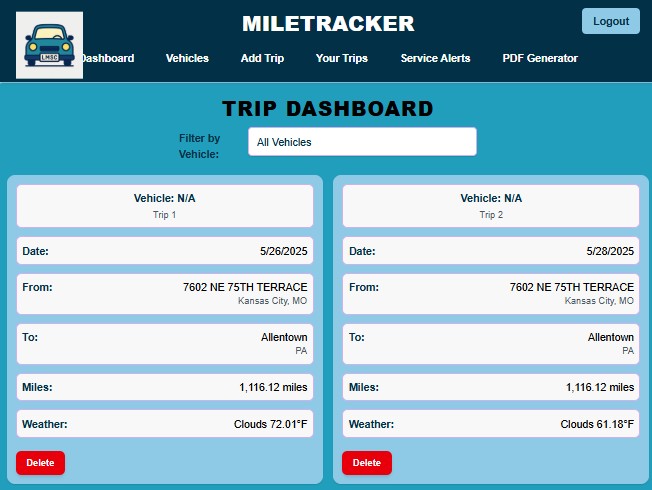 MILETRACKER
Logout
LMSC
Dashboard Vehicles Add Trip Your Trips Service Alerts PDF Generator
TRIP DASHBOARD
Filter by
Vehicle:
All Vehicles
Vehicle: N/A
Trip 1
Date: 5/26/2025
From: 7602 NE 75TH TERRACE
Kansas City, MO
To: Allentown
PA
Miles: 1,116.12 miles
Weather: Clouds 72.01°F
Delete
Vehicle: N/A
Trip 2
Date: 5/28/2025
From: 7602 NE 75TH TERRACE
Kansas City, MO
To: Allentown
PA
Miles: 1,116.12 miles
Weather: Clouds 61.18°F
Delete